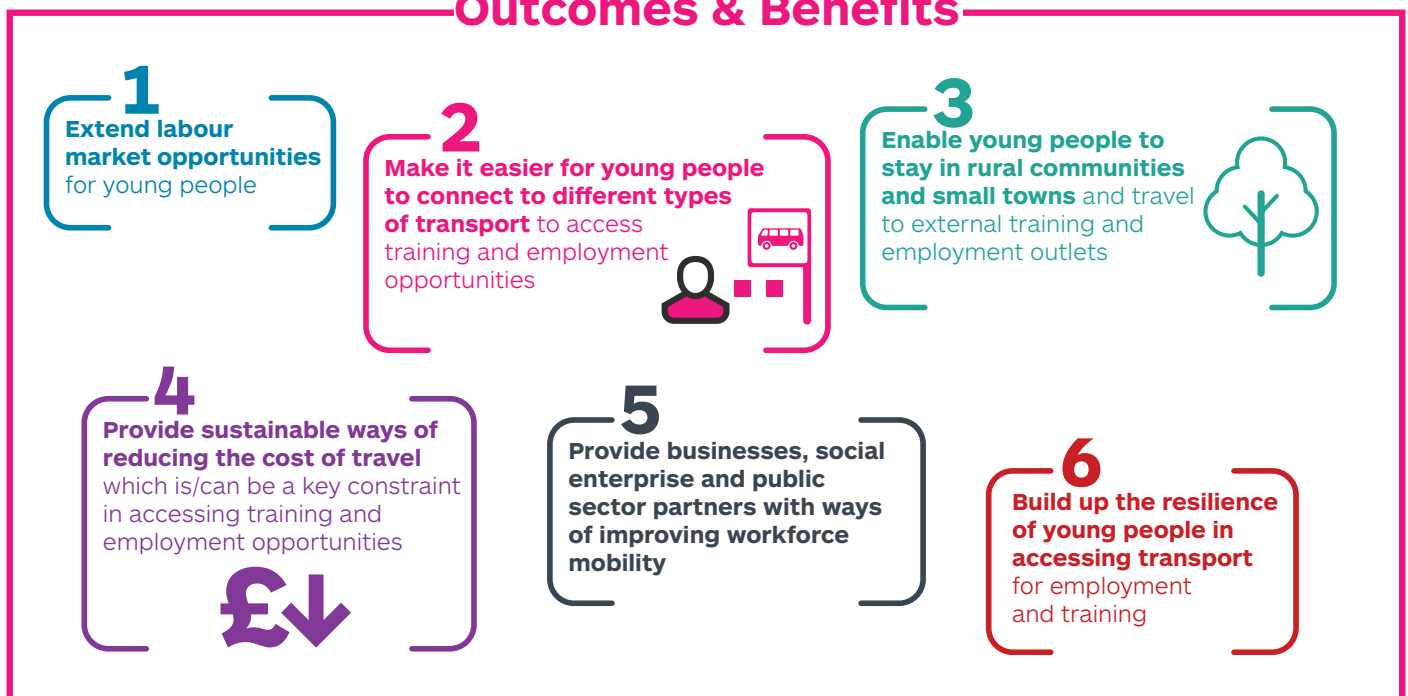 Outcomes & Benefits
1
Extend labour
market opportunities
for young people
2
Make it easier for young people
to connect to different types
of transport to access
training and employment
opportunities
3
Enable young people to
stay in rural communities
and small towns and travel
to external training and
employment outlets
4
Provide sustainable ways of
reducing the cost of travel
which is/can be a key constraint
in accessing training and
employment opportunities
£
5
Provide businesses, social
enterprise and public
sector partners with ways
of improving workforce
mobility
6
Build up the resilience
of young people in
accessing transport
for employment
and training